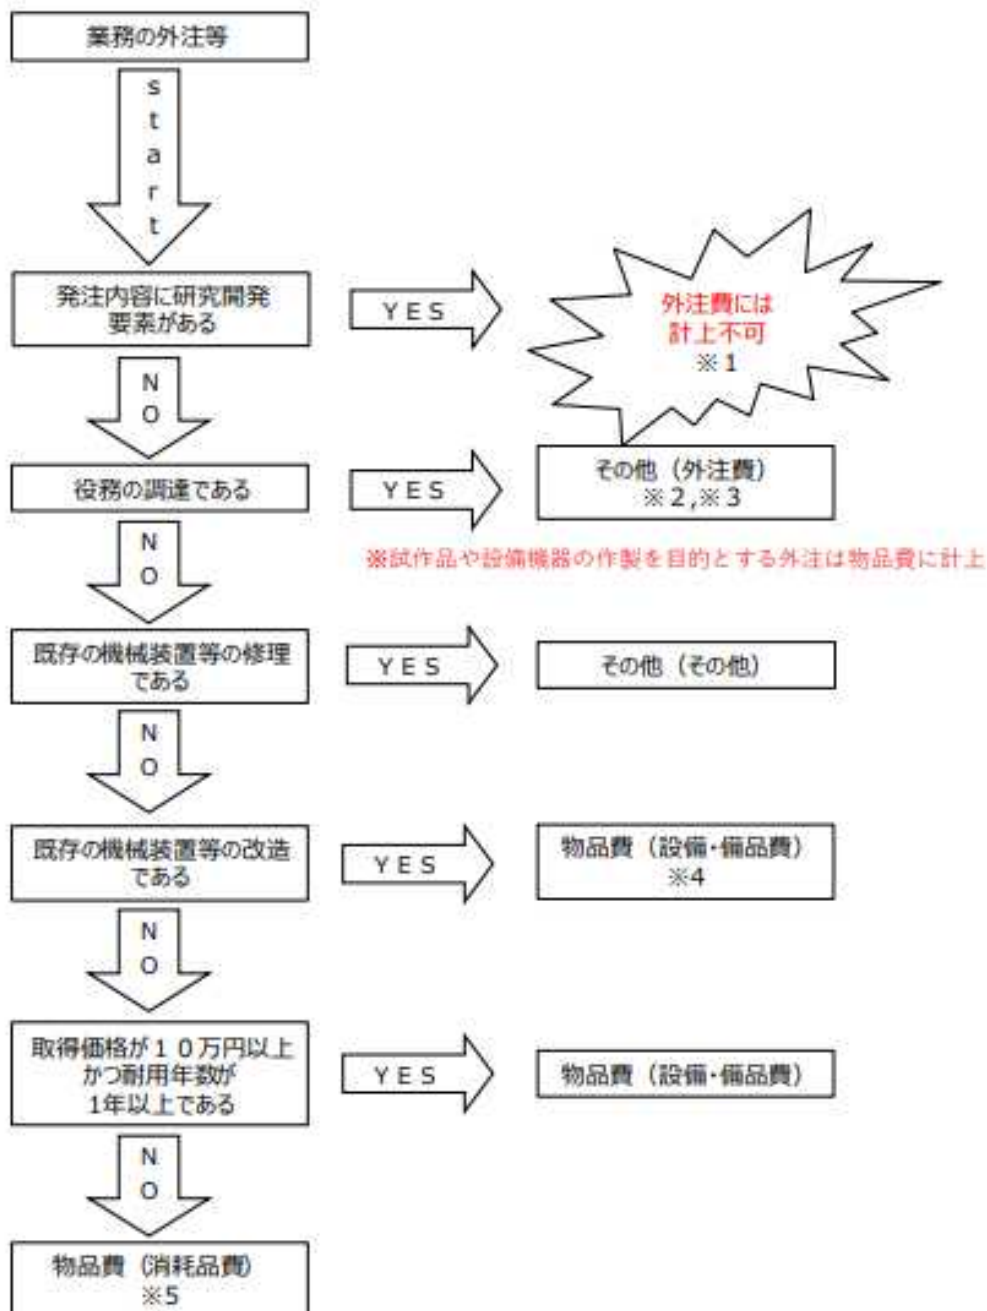 業務の外注等
start
発注内容に研究開発
要素がある
YES
外注費には
計上不可
※1
NO
役務の調達である
YES
その他（外注費）
※2,※3
※試作品や設備機器の作製を目的とする外注は物品費に計上
NO
既存の機械装置等の修理
である
YES
その他（その他）
NO
既存の機械装置等の改造
である
YES
物品費（設備・備品費）
※4
NO
取得価格が１０万円以上
かつ耐用年数が
1年以上である
YES
物品費（設備・備品費）
NO
物品費（消耗品費）
※5